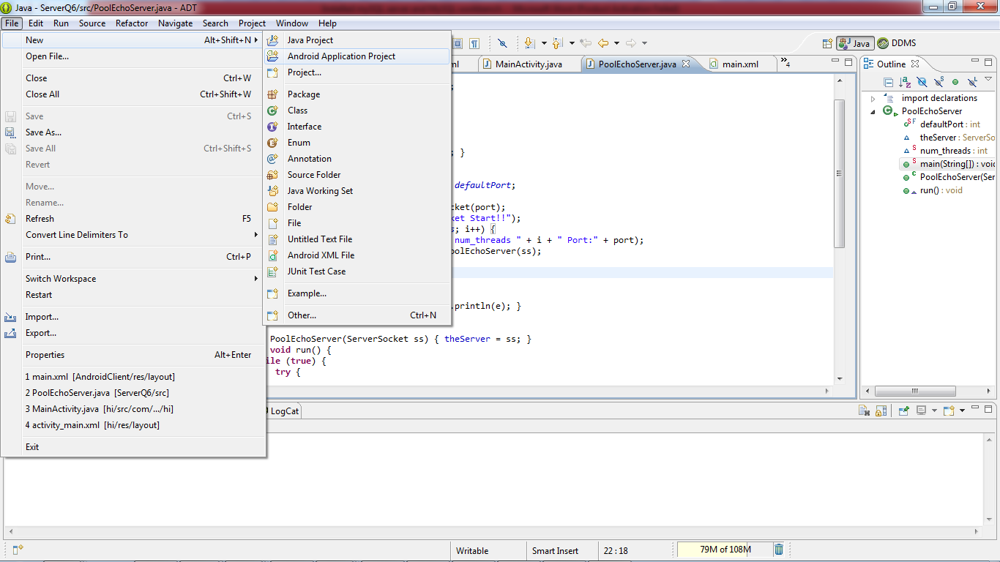 Java - ServerQ6/src/PoolEchoServer.java - ADT
File Edit Run Source Refactor Navigate Search Project Window Help
New Alt+Shift+N
Open File...
Close Ctrl+W
Close All Ctrl+Shift+W
Save Ctrl+S
Save As...
Save All Ctrl+Shift+S
Revert
Move...
Rename...
Refresh F5
Convert Line Delimiters To
Print... Ctrl+P
Switch Workspace
Restart
Import...
Export...
Properties Alt+Enter
1 main.xml [AndroidClient/res/layout]
2 PoolEchoServer.java [ServerQ6/src]
3 MainActivity.java [hi/src/com/.../hi]
4 activity_main.xml [hi/res/layout]
Exit
Java Project
Android Application Project
Project...
Package
Class
Interface
Enum
Annotation
Source Folder
Java Working Set
Folder
File
Untitled Text File
Android XML File
JUnit Test Case
Example...
Other... Ctrl+N
Java DDMS
ml MainActivity.java PoolEchoServer.java main.xml »4
;
; }
defaultPort;
cket(port);
ket Start!!");
s; i++) {
num_threads " + i + " Port:" + port);
oolEchoServer(ss);
.println(e); }
PoolEchoServer(ServerSocket ss) { theServer = ss; }
void run() {
ile (true) {
try {
Outline
import declarations
PoolEchoServer
defaultPort : int
theServer : ServerSo
num_threads : int
main(String[]) : voic
PoolEchoServer(Ser
run() : void
LogCat
Writable Smart Insert 22 : 18 79M of 108M